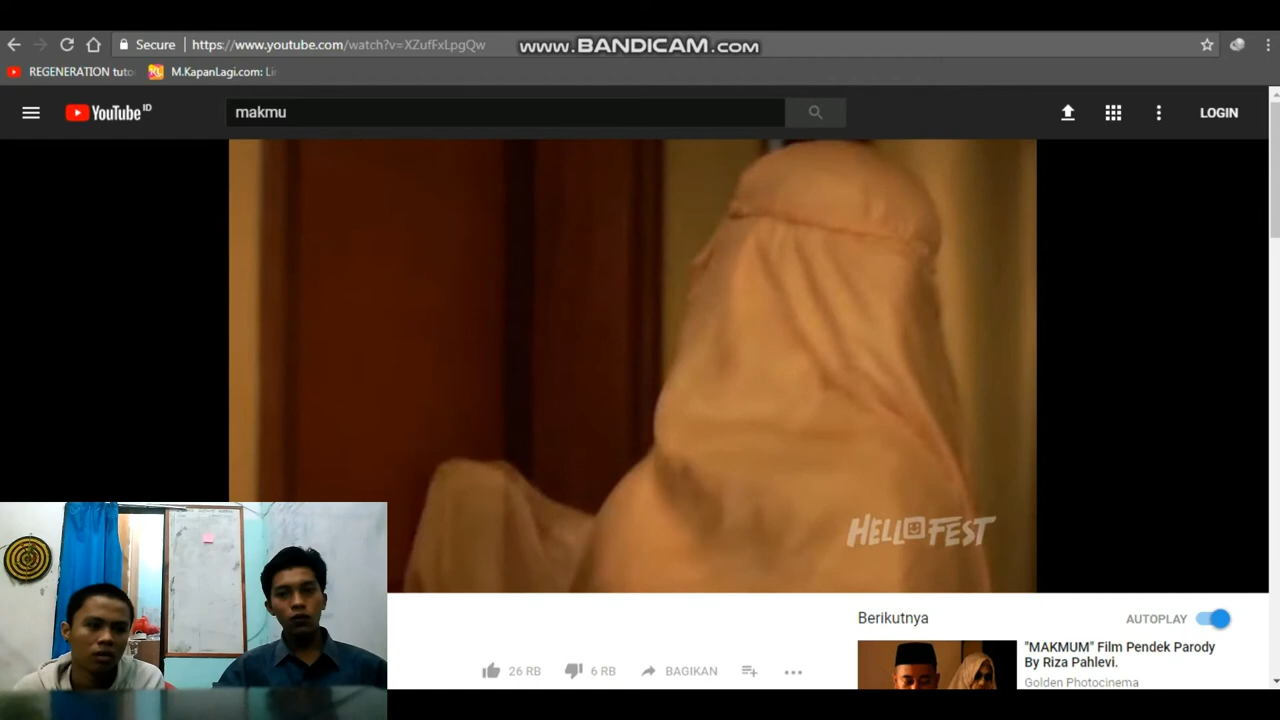 Secure
https://www.youtube.com/watch?v=XZufFxLpgQw
www.BANDICAM.com
REGENERATION tuto
M.KapanLagi.com: Li
YouTube ID
makmu
LOGIN
HELLOFEST
26 RB
6 RB
BAGIKAN
Berikutnya
AUTOPLAY
"MAKMUM" Film Pendek Parody
By Riza Pahlevi.
Golden Photocinema